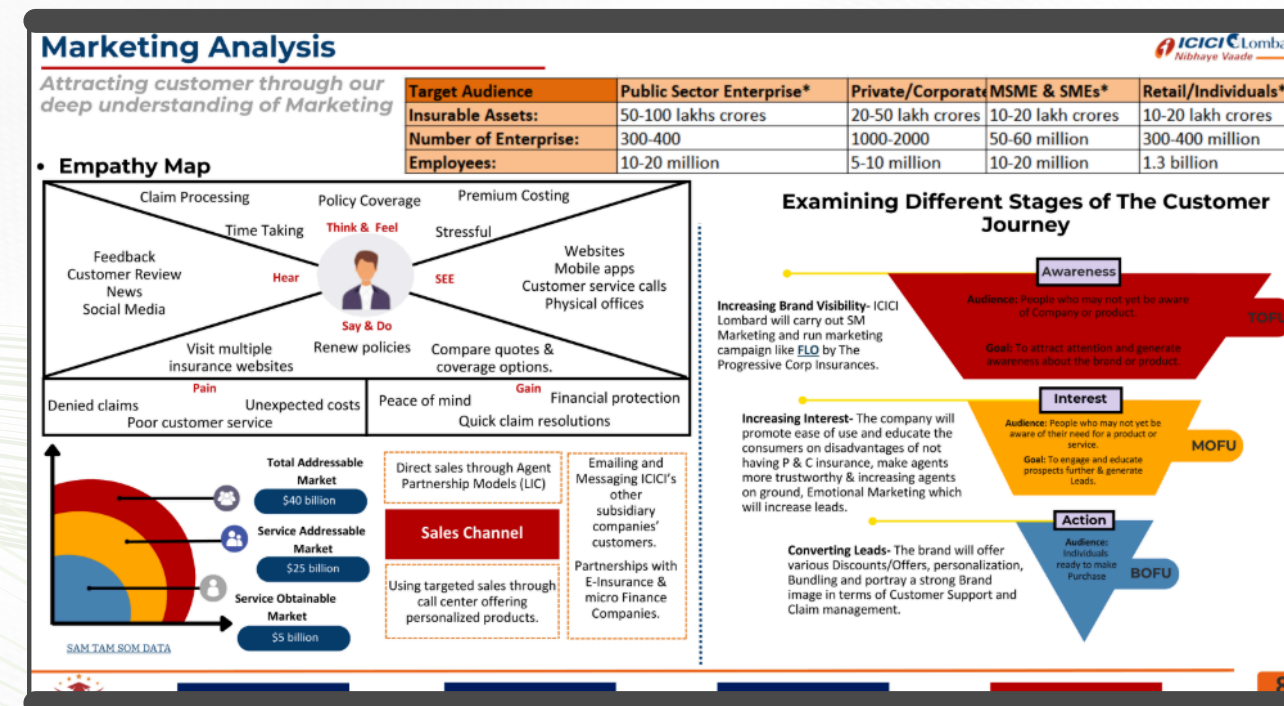 Marketing Analysis
ICICI Lomba
Nibhaye Vaade
Attracting customer through our
deep understanding of Marketing
Target Audience Public Sector Enterprise* Private/Corporate MSME & SMEs* Retail/Individuals*
Insurable Assets: 50-100 lakhs crores 20-50 lakh crores 10-20 lakh crores 10-20 lakh crores
Number of Enterprise: 300-400 1000-2000 50-60 million 300-400 million
Employees: 10-20 million 5-10 million 10-20 million 1.3 billion
• Empathy Map
Claim Processing
Policy Coverage
Premium Costing
Time Taking
Think & Feel
Stressful
Feedback
Customer Review
News
Social Media
Hear
SEE
Websites
Mobile apps
Customer service calls
Physical offices
Say & Do
Visit multiple
insurance websites
Renew policies
Compare quotes &
coverage options.
Pain
Denied claims
Unexpected costs
Poor customer service
Gain
Peace of mind
Financial protection
Quick claim resolutions
Total Addressable
Market
$40 billion
Service Addressable
Market
$25 billion
Service Obtainable
Market
$5 billion
SAM TAM SOM DATA
Direct sales through Agent
Partnership Models (LIC)
Sales Channel
Using targeted sales through
call center offering
personalized products.
Emailing and
Messaging ICICI's
other
subsidiary
companies'
customers.
Partnerships with
E-Insurance &
micro Finance
Companies.
Examining Different Stages of The Customer
Journey
Awareness
Audience: People who may not yet be aware
of Company or product.
Goal: To attract attention and generate
awareness about the brand or product.
TOFU
Increasing Brand Visibility- ICICI
Lombard will carry out SM
Marketing and run marketing
campaign like FLO by The
Progressive Corp Insurances.
Interest
Audience: People who may not yet be
aware of their need for a product or
service.
Goal: To engage and educate
prospects further & generate
Leads.
MOFU
Increasing Interest- The company will
promote ease of use and educate the
consumers on disadvantages of not
having P & C insurance, make agents
more trustworthy & increasing agents
on ground, Emotional Marketing which
will increase leads.
Action
Audience:
Individuals
ready to make
Purchase
BOFU
Converting Leads- The brand will offer
various Discounts/Offers, personalization,
Bundling and portray a strong Brand
image in terms of Customer Support and
Claim management.
8